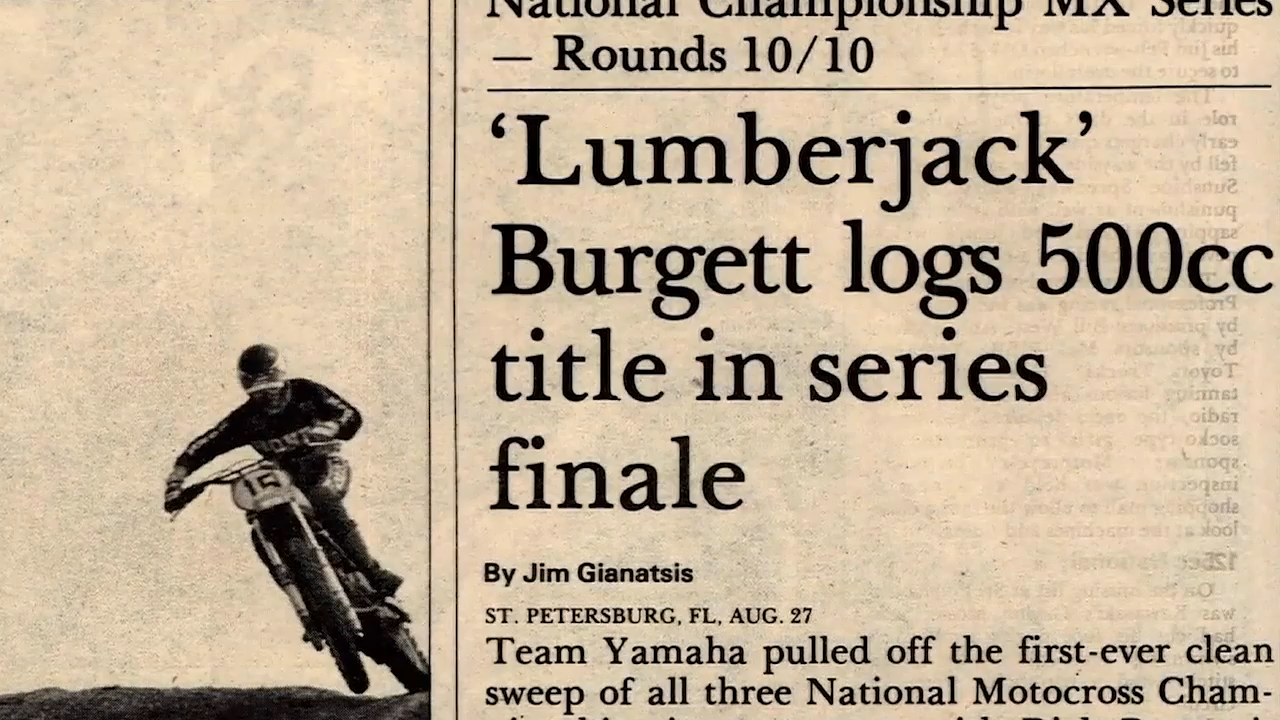 National Championship MX Series
— Rounds 10/10
‘Lumberjack’
Burgett logs 500cc
title in series
finale
By Jim Gianatsis
ST. PETERSBURG, FL, AUG. 27
Team Yamaha pulled off the first-ever clean
sweep of all three National Motocross Cham-
15